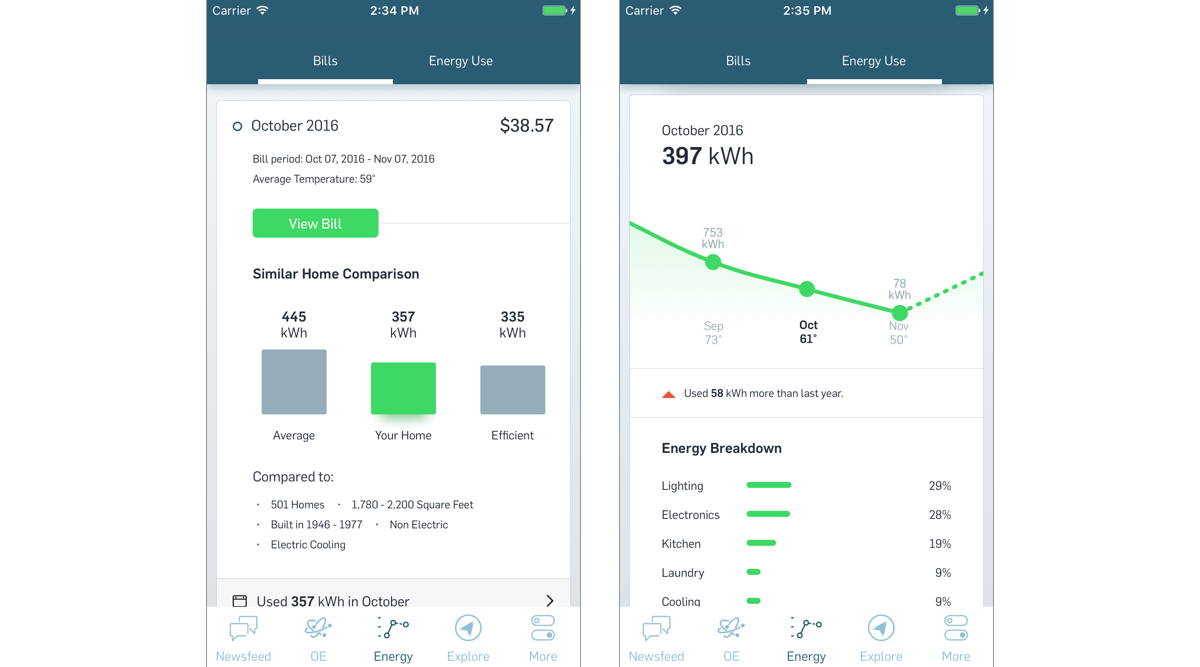 Carrier 2:34 PM
Bills Energy Use
October 2016 $38.57
Bill period: Oct 07, 2016 - Nov 07, 2016
Average Temperature: 59°
View Bill
Similar Home Comparison
445 357 335
kWh kWh kWh
Average Your Home Efficient
Compared to:
· 501 Homes · 1,780 - 2,200 Square Feet
· Built in 1946 - 1977 · Non Electric
· Electric Cooling
Used 357 kWh in October
Newsfeed OE Energy Explore More
Carrier 2:35 PM
Bills Energy Use
October 2016
397 kWh
753
kWh
78
kWh
Sep Oct Nov
73° 61° 50°
Used 58 kWh more than last year.
Energy Breakdown
Lighting 29%
Electronics 28%
Kitchen 19%
Laundry 9%
Cooling 9%
Newsfeed OE Energy Explore More